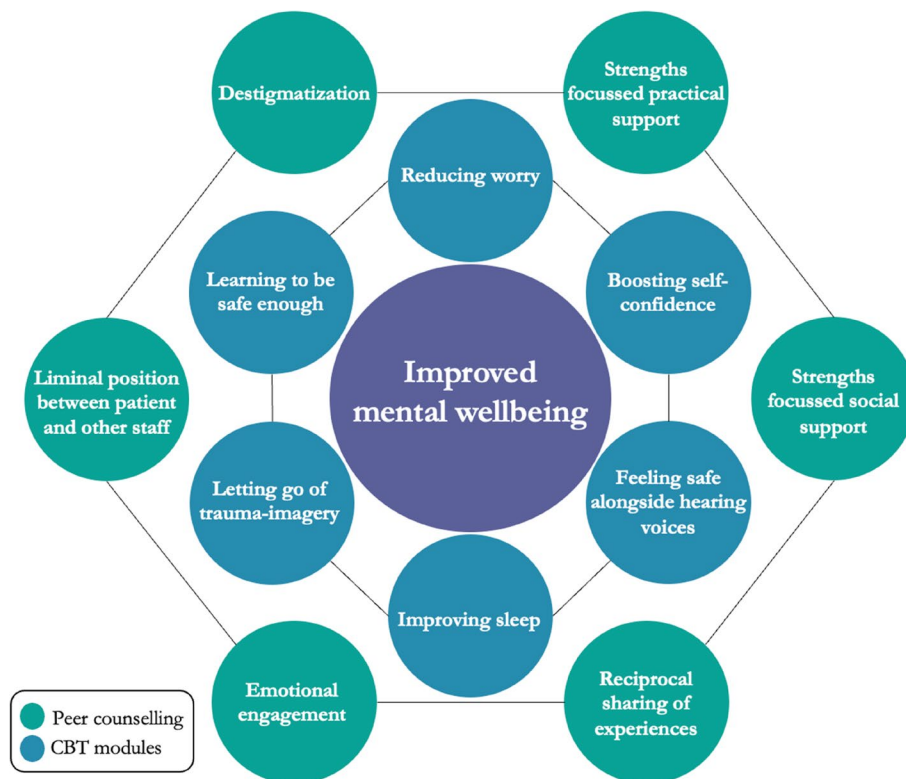 Destigmatization
Strengths
focussed practical
support
Reducing worry
Learning to be
safe enough
Boosting self-
confidence
Improved
mental wellbeing
Liminal position
between patient
and other staff
Strengths
focussed social
support
Letting go of
trauma-imagery
Feeling safe
alongside hearing
voices
Improving sleep
Emotional
engagement
Reciprocal
sharing of
experiences
Peer counselling
CBT modules